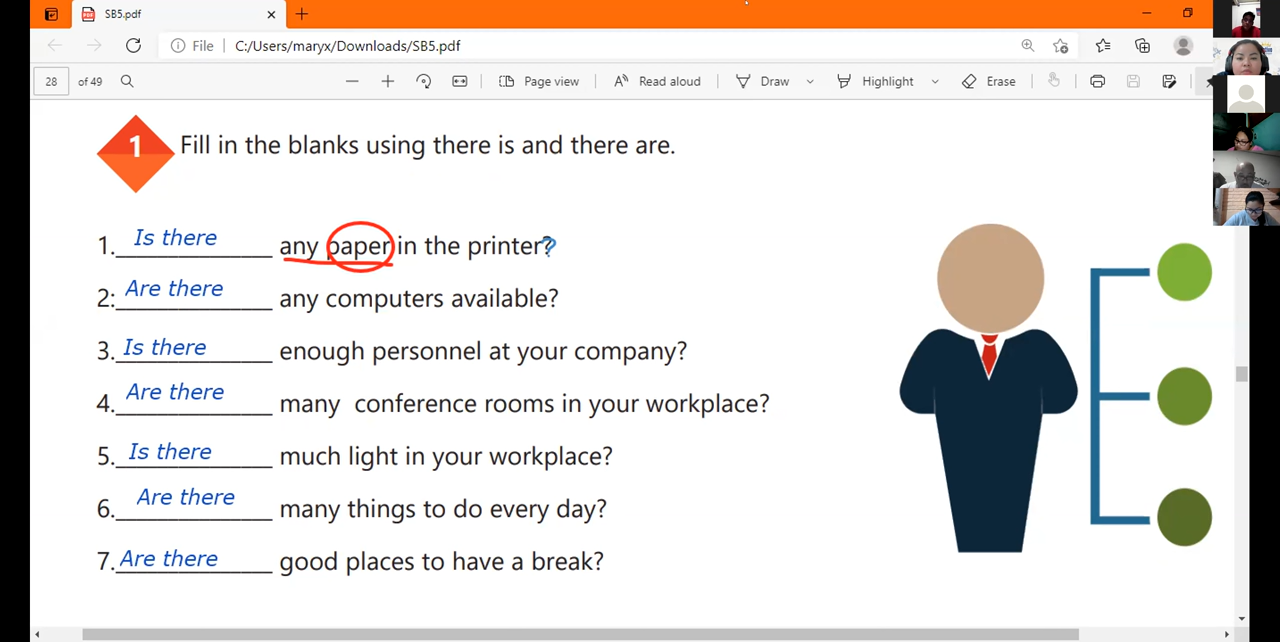 SB5.pdf
File C:/Users/maryx/Downloads/SB5.pdf
28 of 49 Page view Read aloud Draw Highlight Erase
1 Fill in the blanks using there is and there are.
1. Is there any paper in the printer?
2: Are there any computers available?
3. Is there enough personnel at your company?
4. Are there many conference rooms in your workplace?
5. Is there much light in your workplace?
6. Are there many things to do every day?
7. Are there good places to have a break?